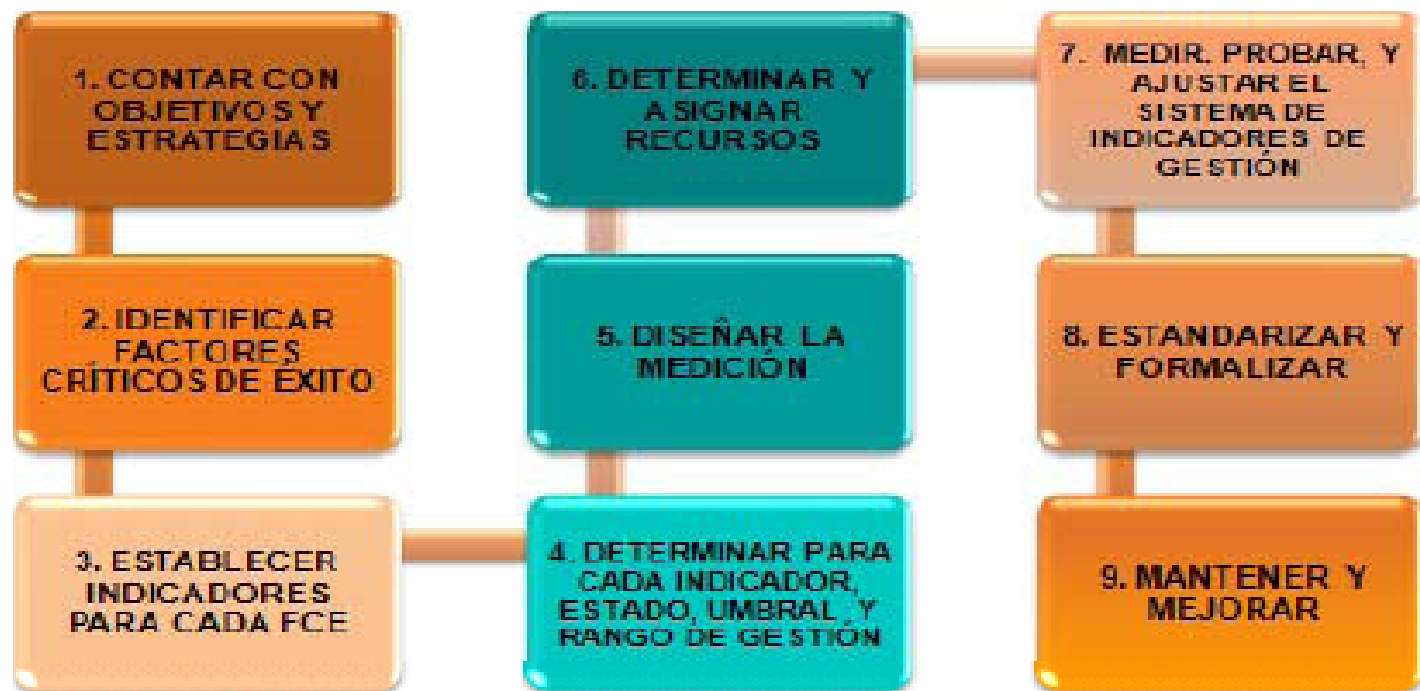 1. CONTAR CON
OBJETIVOS Y
ESTRATEGIAS
2. IDENTIFICAR
FACTORES
CRÍTICOS DE ÉXITO
3. ESTABLECER
INDICADORES
PARA CADA FCE
4. DETERMINAR PARA
CADA INDICADOR,
ESTADO, UMBRAL, Y
RANGO DE GESTIÓN
5. DISEÑAR LA
MEDICIÓN
6. DETERMINAR Y
ASIGNAR
RECURSOS
7. MEDIR. PROBAR, Y
AJUSTAR EL
SISTEMA DE
INDICADORES DE
GESTIÓN
8. ESTANDARIZAR Y
FORMALIZAR
9. MANTENER Y
MEJORAR